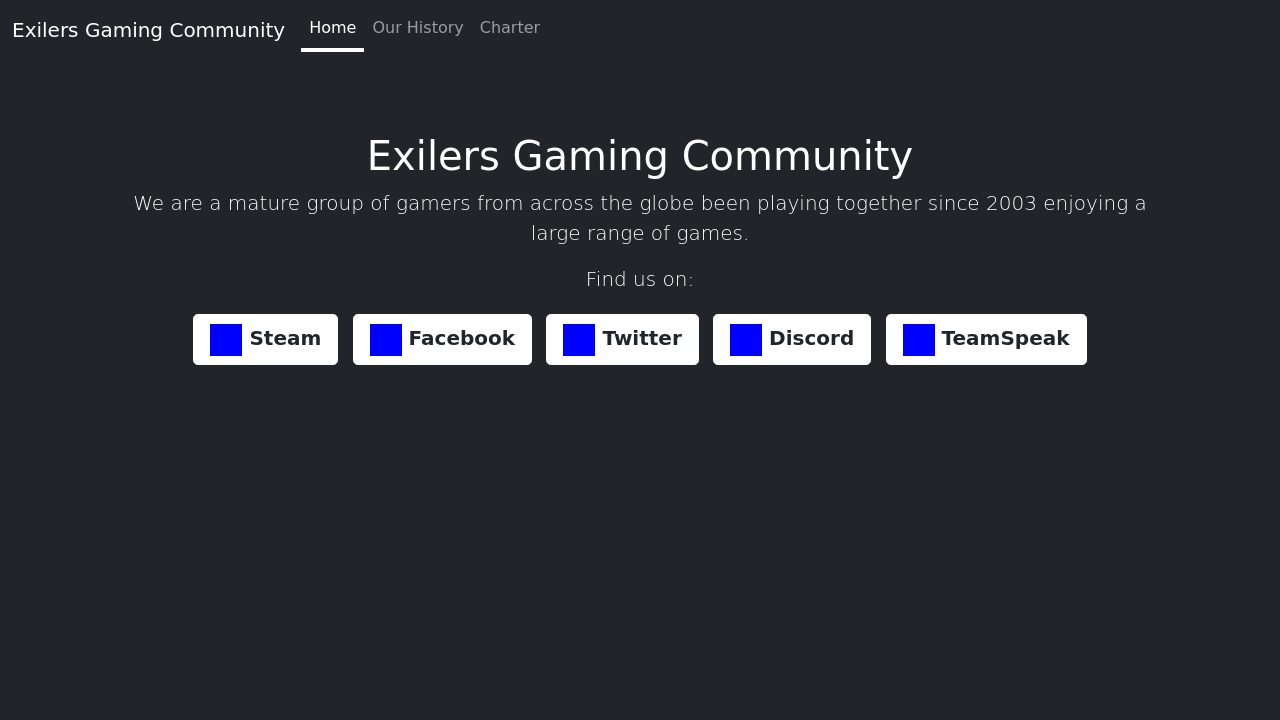 Exilers Gaming Community Home Our History Charter
Exilers Gaming Community
We are a mature group of gamers from across the globe been playing together since 2003 enjoying a
large range of games.
Find us on:
Steam Facebook Twitter Discord TeamSpeak